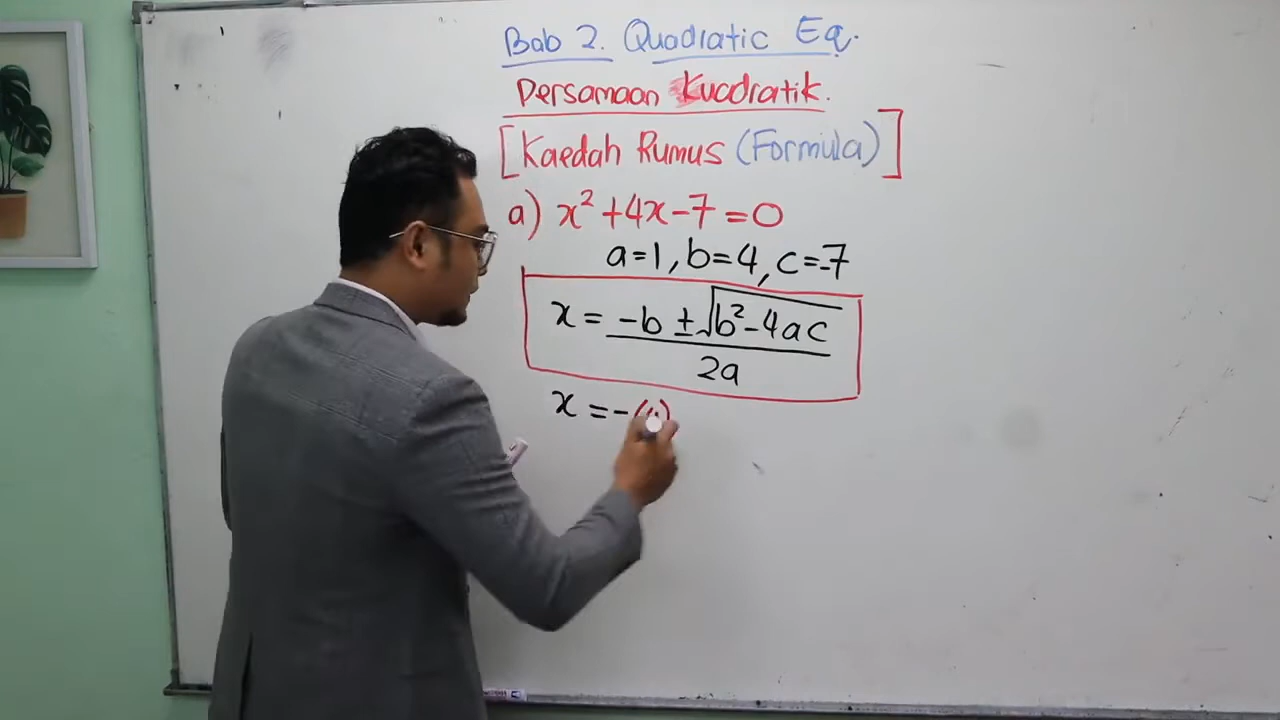 Bab 2. Quadratic Eq.
Persamaan Kuadratik.
[Kaedah Rumus (Formula)]
a) x² + 4x - 7 = 0
a = 1, b = 4, c = -7
x = -b ± √b² - 4ac
2a
x = -(